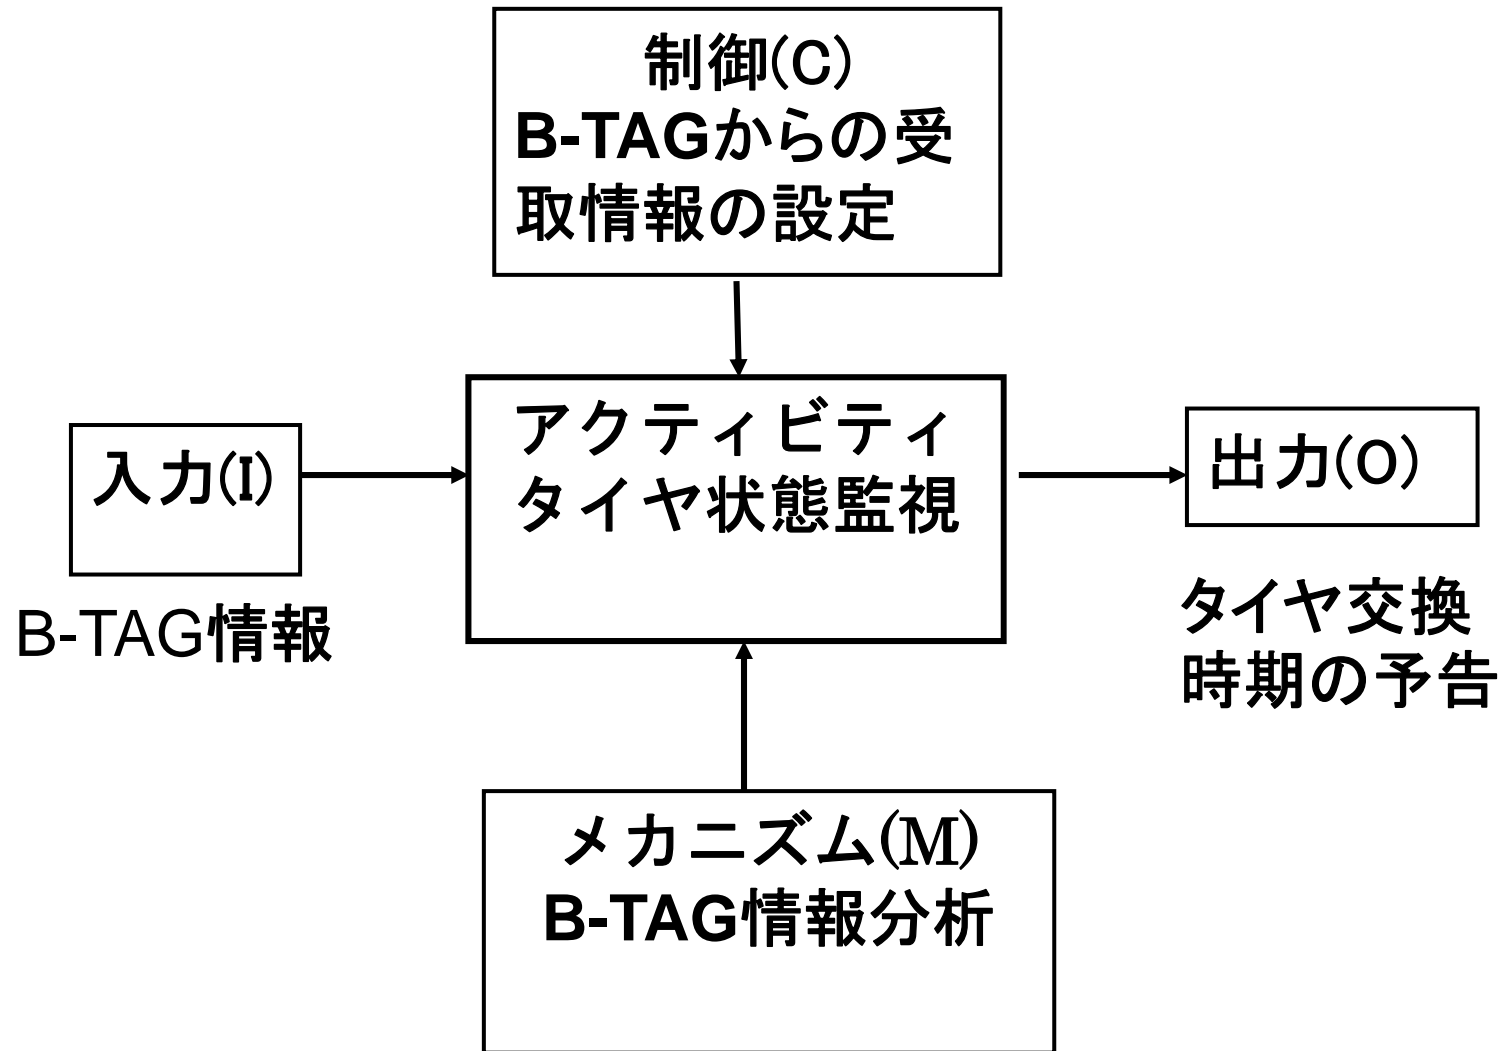 制御(C)
B-TAGからの受
取情報の設定
アクティビティ
タイヤ状態監視
入力(I)
B-TAG情報
出力(O)
タイヤ交換
時期の予告
メカニズム(M)
B-TAG情報分析